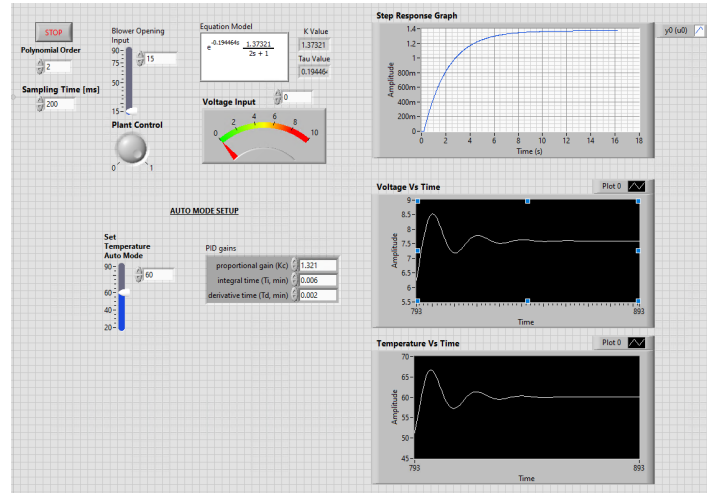 STOP
Polynomial Order
2
Sampling Time [ms]
200
Blower Opening
Input
90-
75-
50-
15-
15
Plant Control
0
1
Equation Model
e^-0.194464s 1.37321
2s + 1
K Value
1.37321
Tau Value
0.19446
Voltage Input
0
0 2 4 6 8 10
Step Response Graph
y0 (u0)
Amplitude
1.4-
1.2-
1-
800m-
600m-
400m-
200m-
0-
0 2 4 6 8 10 12 14 16 18
Time (s)
AUTO MODE SETUP
Set
Temperature
Auto Mode
90-
60-
40-
20-
60
PID gains
proportional gain (Kc) 1.321
integral time (Ti, min) 0.006
derivative time (Td, min) 0.002
Voltage Vs Time
Plot 0
Amplitude
9-
8.5-
8-
7.5-
7-
6.5-
6-
5.5-
793 893
Time
Temperature Vs Time
Plot 0
Amplitude
70-
65-
60-
55-
50-
45-
793 893
Time